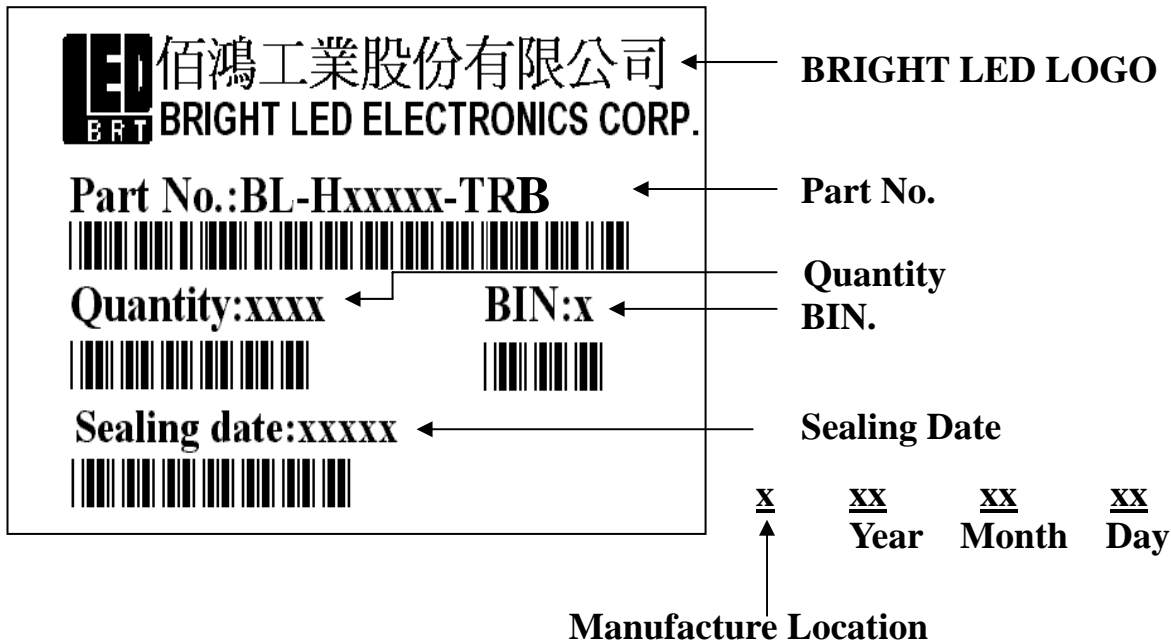 LED
BRT
佰鴻工業股份有限公司
BRIGHT LED ELECTRONICS CORP.
BRIGHT LED LOGO
Part No.:BL-Hxxxxx-TRB
Part No.
Quantity
Quantity:xxxx
BIN:x
BIN.
Sealing date:xxxxx
Sealing Date
x xx xx xx
Year Month Day
Manufacture Location